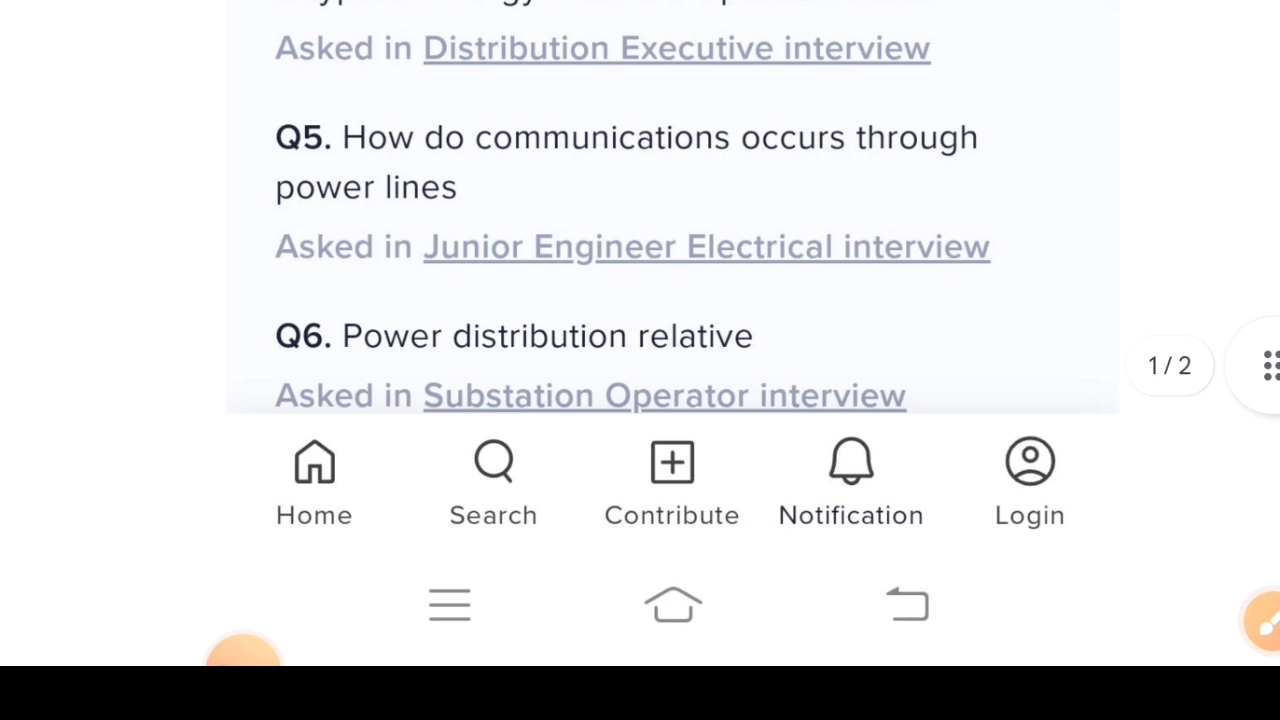 Asked in Distribution Executive interview
Q5. How do communications occurs through
power lines
Asked in Junior Engineer Electrical interview
Q6. Power distribution relative
Asked in Substation Operator interview
1 / 2
Home
Search
Contribute
Notification
Login